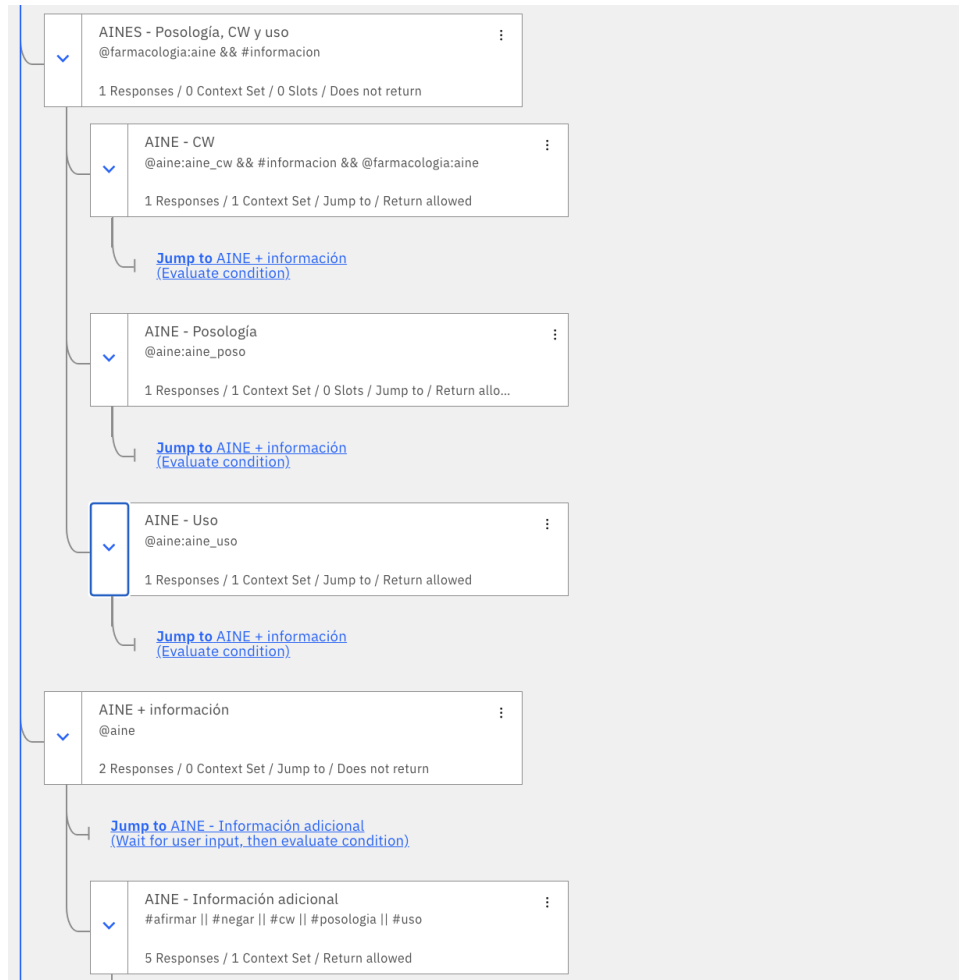 AINES - Posología, CW y uso
@farmacologia:aine && #informacion
1 Responses / 0 Context Set / 0 Slots / Does not return
AINE - CW
@aine:aine_cw && #informacion && @farmacologia:aine
1 Responses / 1 Context Set / Jump to / Return allowed
Jump to AINE + información
(Evaluate condition)
AINE - Posología
@aine:aine_poso
1 Responses / 1 Context Set / 0 Slots / Jump to / Return allo...
Jump to AINE + información
(Evaluate condition)
AINE - Uso
@aine:aine_uso
1 Responses / 1 Context Set / Jump to / Return allowed
Jump to AINE + información
(Evaluate condition)
AINE + información
@aine
2 Responses / 0 Context Set / Jump to / Does not return
Jump to AINE - Información adicional
(Wait for user input, then evaluate condition)
AINE - Información adicional
#afirmar || #negar || #cw || #posologia || #uso
5 Responses / 1 Context Set / Return allowed